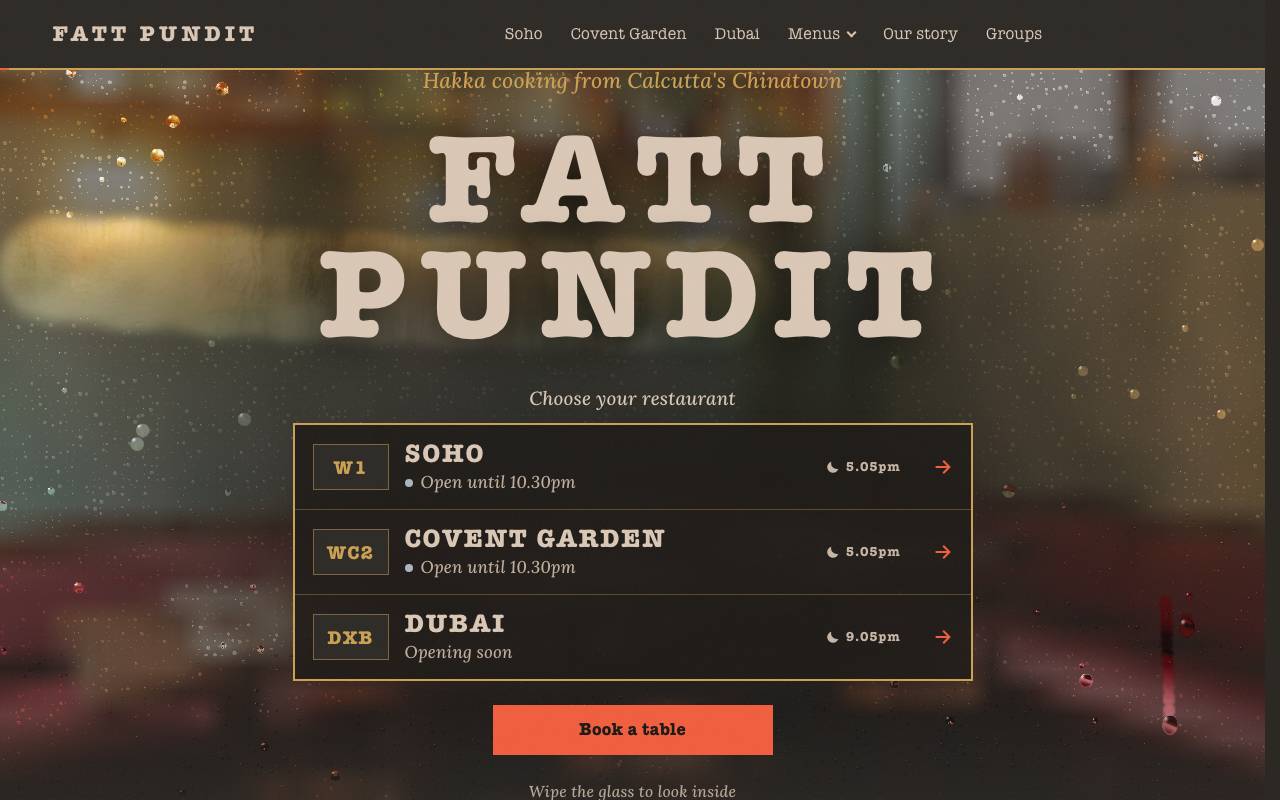 FATT PUNDIT
Soho
Covent Garden
Dubai
Menus
Our story
Groups
Hakka cooking from Calcutta's Chinatown
FATT
PUNDIT
Choose your restaurant
W1
SOHO
Open until 10.30pm
5.05pm
WC2
COVENT GARDEN
Open until 10.30pm
5.05pm
DXB
DUBAI
Opening soon
9.05pm
Book a table
Wipe the glass to look inside